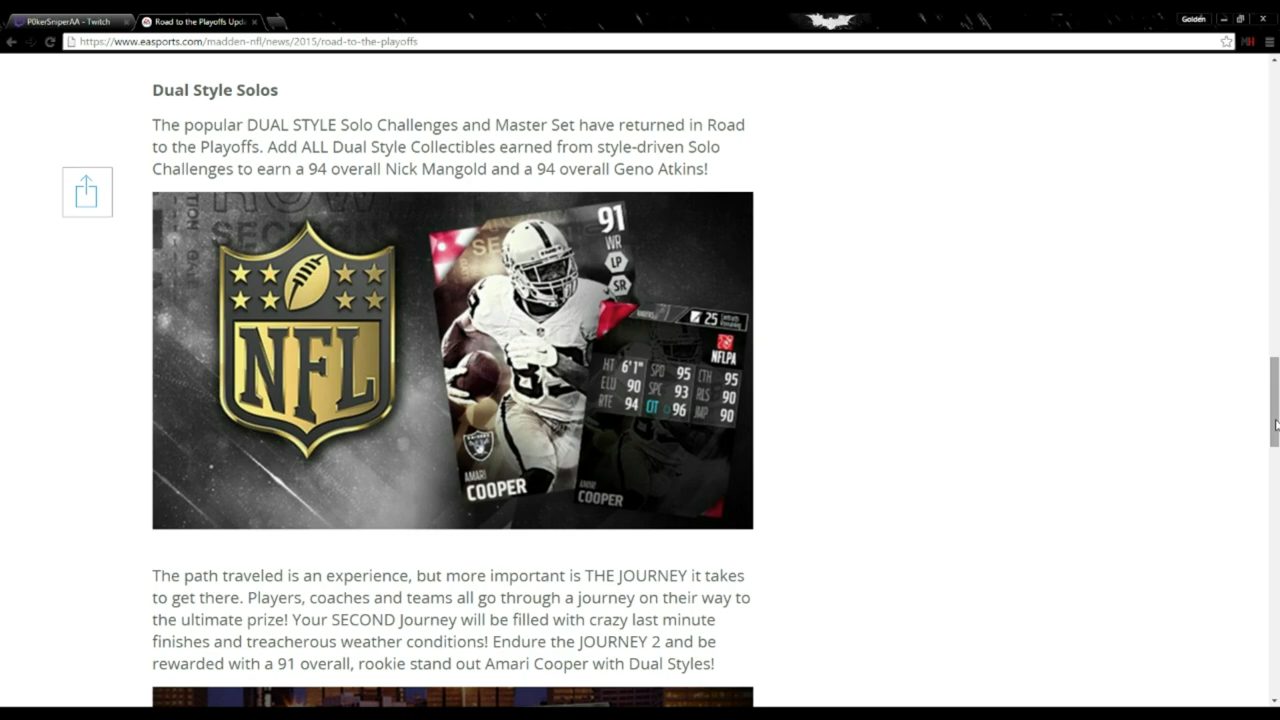 P0kerSniperAA - Twitch
Road to the Playoffs Upd
Golden
https://www.easports.com/madden-nfl/news/2015/road-to-the-playoffs
Dual Style Solos
The popular DUAL STYLE Solo Challenges and Master Set have returned in Road
to the Playoffs. Add ALL Dual Style Collectibles earned from style-driven Solo
Challenges to earn a 94 overall Nick Mangold and a 94 overall Geno Atkins!
NFL
91
WR
LP
SR
AMARI
COOPER
25
NFLPA
HT 6'1" SPD 95 CTH 95
ELU 90 SPC 93 RLS 90
RTE 94 CIT 96 JMP 90
AMARI
COOPER
The path traveled is an experience, but more important is THE JOURNEY it takes
to get there. Players, coaches and teams all go through a journey on their way to
the ultimate prize! Your SECOND Journey will be filled with crazy last minute
finishes and treacherous weather conditions! Endure the JOURNEY 2 and be
rewarded with a 91 overall, rookie stand out Amari Cooper with Dual Styles!